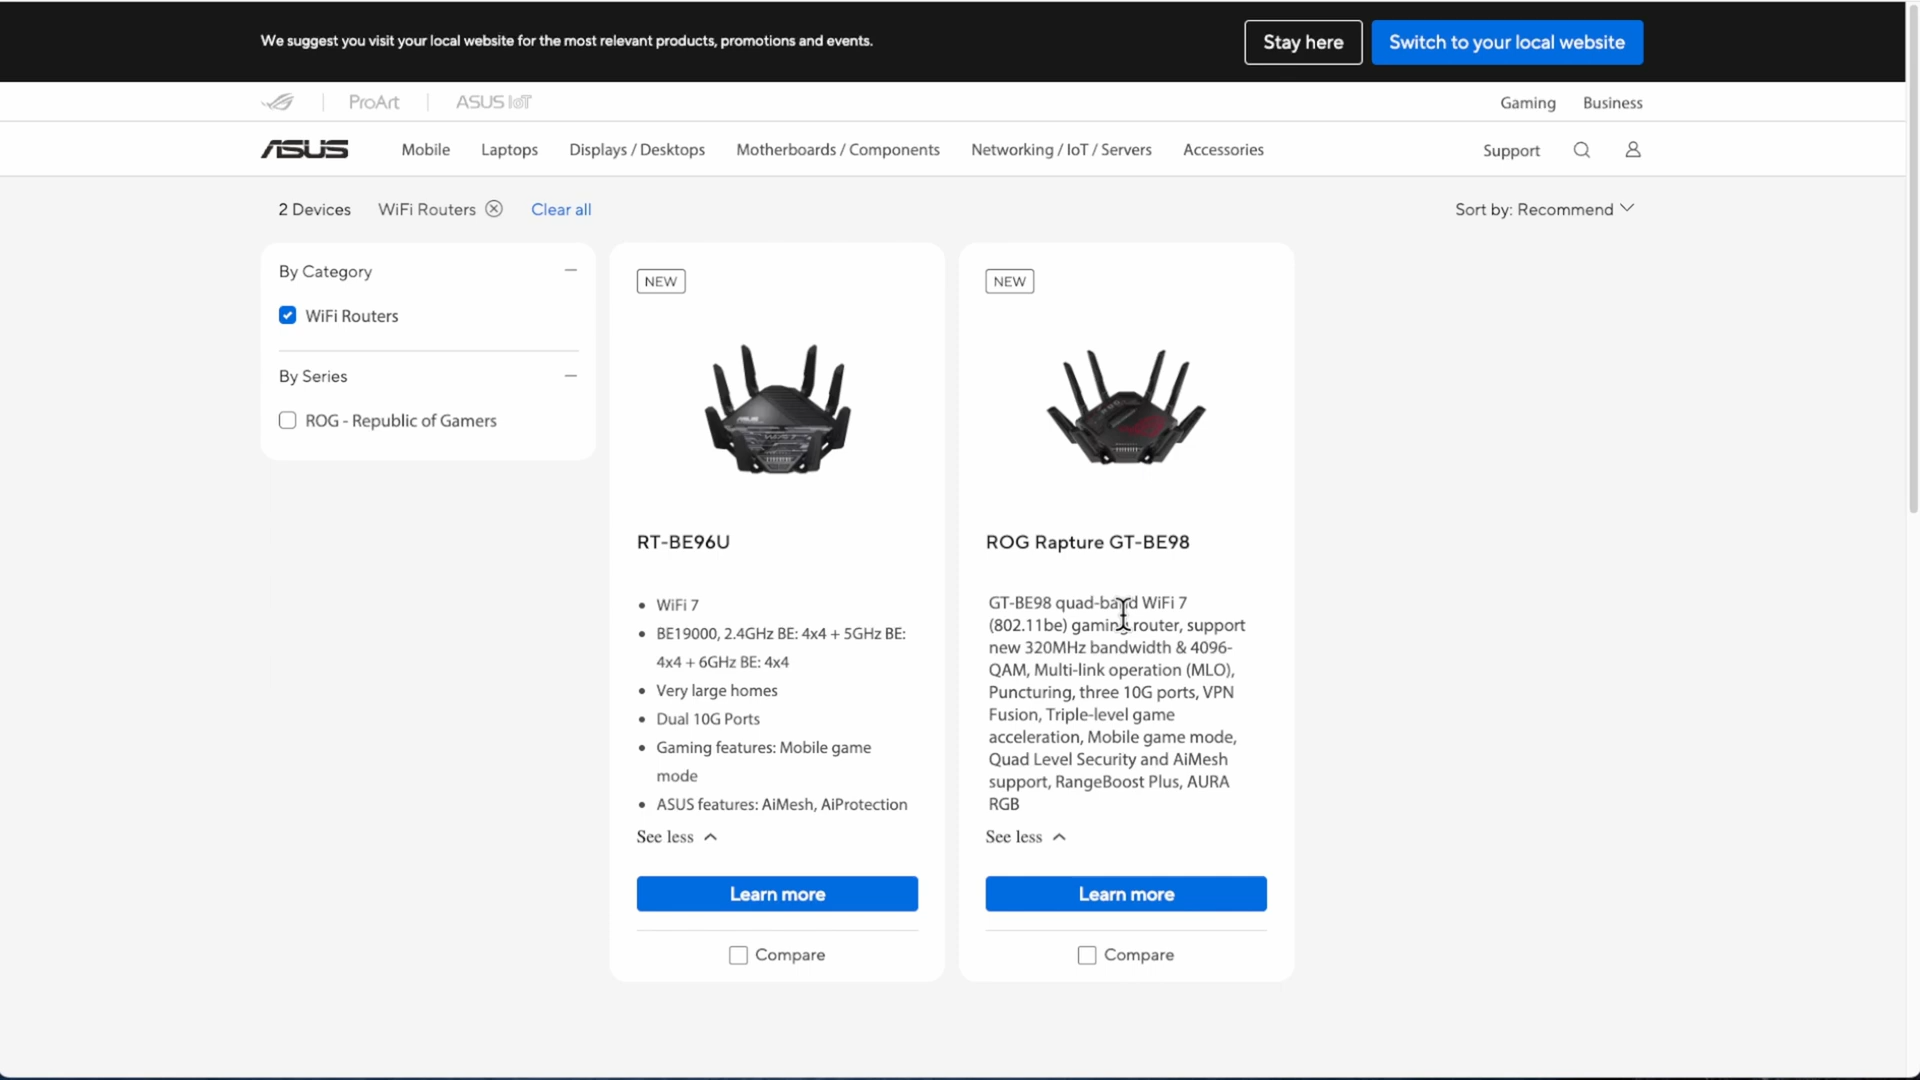 We suggest you visit your local website for the most relevant products, promotions and events.
Stay here
Switch to your local website
ProArt
ASUS IoT
Gaming
Business
ASUS
Mobile
Laptops
Displays / Desktops
Motherboards / Components
Networking / IoT / Servers
Accessories
Support
2 Devices
WiFi Routers
Clear all
Sort by: Recommend
By Category
WiFi Routers
By Series
ROG - Republic of Gamers
NEW
RT-BE96U
WiFi 7
BE19000, 2.4GHz BE: 4x4 + 5GHz BE:
4x4 + 6GHz BE: 4x4
Very large homes
Dual 10G Ports
Gaming features: Mobile game
mode
ASUS features: AiMesh, AiProtection
See less
Learn more
Compare
NEW
ROG Rapture GT-BE98
GT-BE98 quad-band WiFi 7
(802.11be) gaming router, support
new 320MHz bandwidth & 4096-
QAM, Multi-link operation (MLO),
Puncturing, three 10G ports, VPN
Fusion, Triple-level game
acceleration, Mobile game mode,
Quad Level Security and AiMesh
support, RangeBoost Plus, AURA
RGB
See less
Learn more
Compare